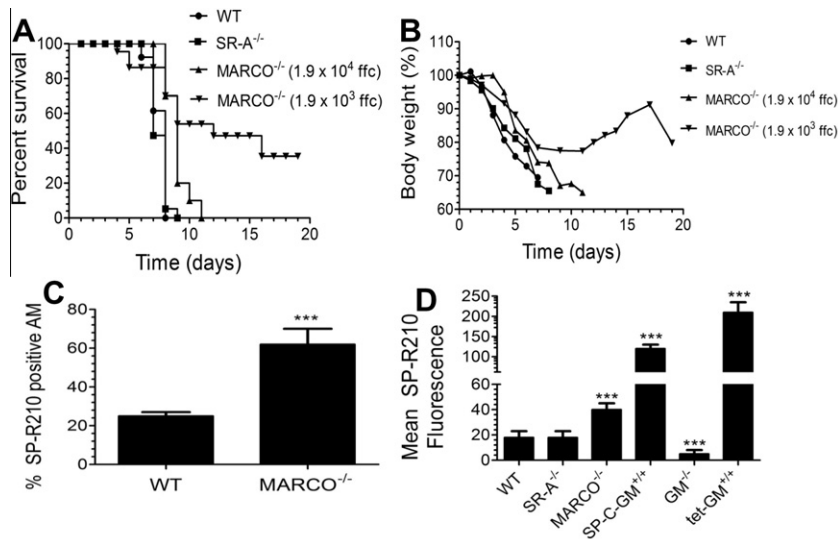 A
WT
SR-A-/-
MARCO-/- (1.9 x 10^4 ffc)
MARCO-/- (1.9 x 10^3 ffc)
Percent survival
100
80
60
40
20
0
0 5 10 15 20
Time (days)
B
WT
SR-A-/-
MARCO-/- (1.9 x 10^4 ffc)
MARCO-/- (1.9 x 10^3 ffc)
Body weight (%)
110
100
90
80
70
60
0 5 10 15 20
Time (days)
C
% SP-R210 positive AM
80
60
40
20
0
***
WT MARCO-/-
D
Mean SP-R210
Fluorescence
250
200
150
100
60
40
20
0
***
***
***
***
WT
SR-A-/-
MARCO-/-
SP-C-GM+/+
GM-/-
tet-GM+/+